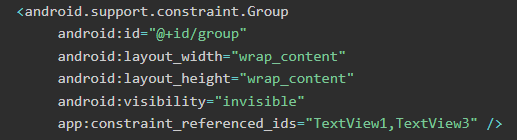 <android.support.constraint.Group
android:id="@+id/group"
android:layout_width="wrap_content"
android:layout_height="wrap_content"
android:visibility="invisible"
app:constraint_referenced_ids="TextView1,TextView3" />